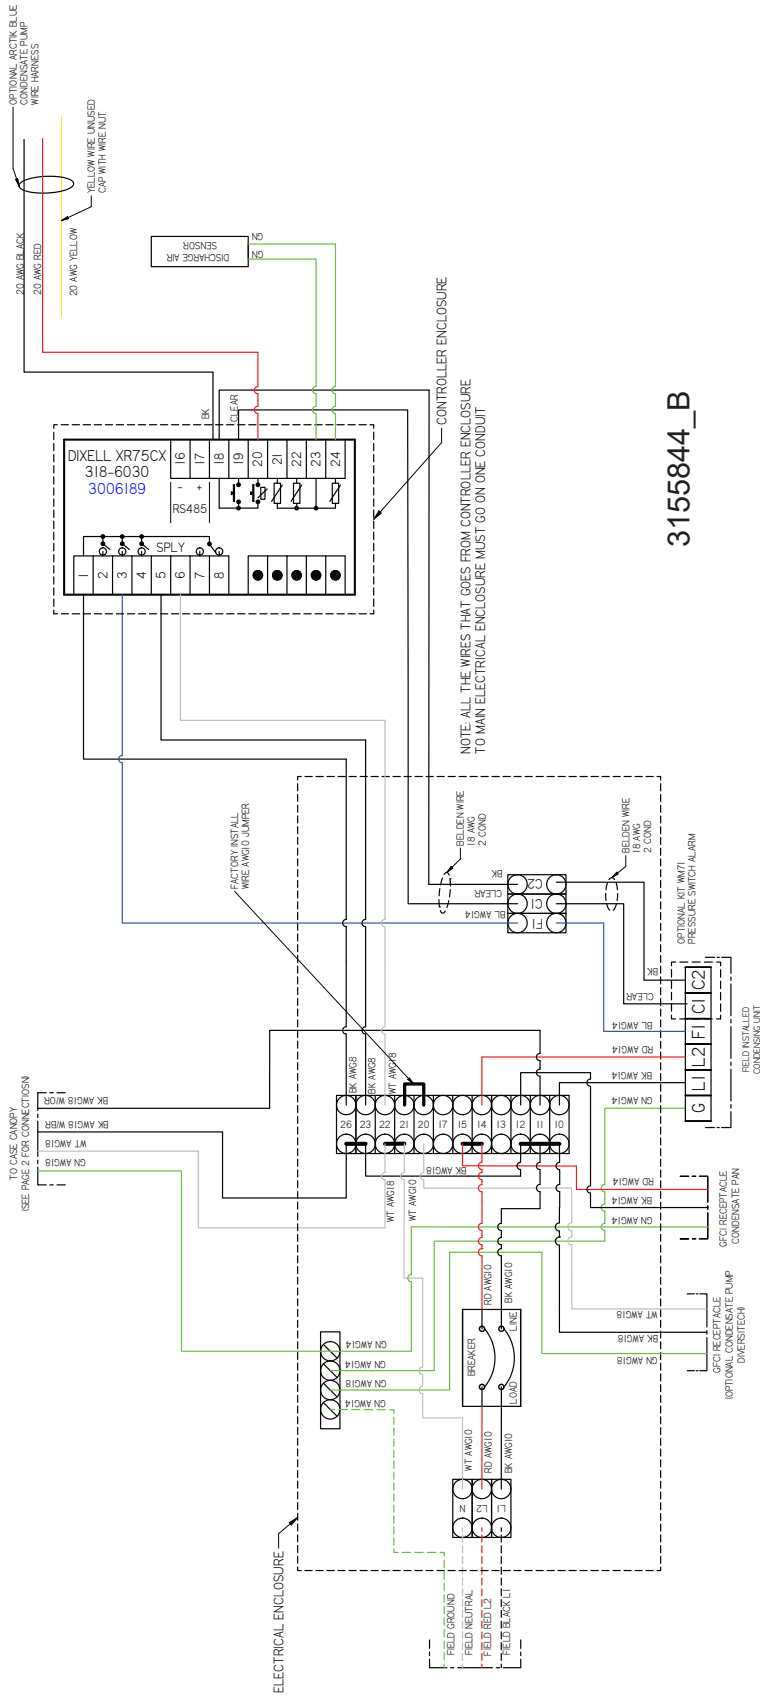 OPTIONAL ARCTIK BLUE
CONDENSATE PUMP
WIRE HARNESS
YELLOW WIRE UNUSED
CAP WITH WIRE NUT
20 AWG BLACK
20 AWG RED
20 AWG YELLOW
DISCHARGE AIR
SENSOR
GN
GN
CONTROLLER ENCLOSURE
BK
CLEAR
DIXELL XR75CX
318-6030
3006189
16
17
18
19
20
21
22
23
24
- +
RS485
SPLY
1
2
3
4
5
6
7
8
NOTE: ALL THE WIRES THAT GOES FROM CONTROLLER ENCLOSURE
TO MAIN ELECTRICAL ENCLOSURE MUST GO ON ONE CONDUIT
3155844_B
FACTORY INSTALL
WIRE AWG10 JUMPER
BELDEN WIRE
18 AWG
2 COND
BK
CLEAR
BL AWG14
C2
C1
F1
BELDEN WIRE
18 AWG
2 COND
OPTIONAL KIT WM71
PRESSURE SWITCH ALARM
BK
CLEAR
BL AWG14
RD AWG14
BK AWG14
GN AWG14
G
L1
L2
F1
C1
C2
FIELD INSTALLED
CONDENSING UNIT
TO CASE CANOPY
(SEE PAGE 2 FOR CONNECTIOSN)
BK AWG18 W/OR
BK AWG18 W/BR
WT AWG18
GN AWG18
BK AWG8
BK AWG8
WT AWG18
26
23
22
21
20
17
15
14
13
12
11
10
BK AWG18
WT AWG18
WT AWG10
RD AWG14
BK AWG14
GN AWG14
GFCI RECEPTACLE
CONDENSATE PAN
GN AWG14
GN AWG14
GN AWG18
GN AWG14
RD AWG10
BK AWG10
BREAKER
LINE
LOAD
WT AWG18
BK AWG18
GN AWG18
GFCI RECEPTACLE
(OPTIONAL CONDENSATE PUMP
DIVERSITECH)
WT AWG10
RD AWG10
BK AWG10
N
L2
L1
ELECTRICAL ENCLOSURE
FIELD GROUND
FIELD NEUTRAL
FIELD RED L2
FIELD BLACK L1